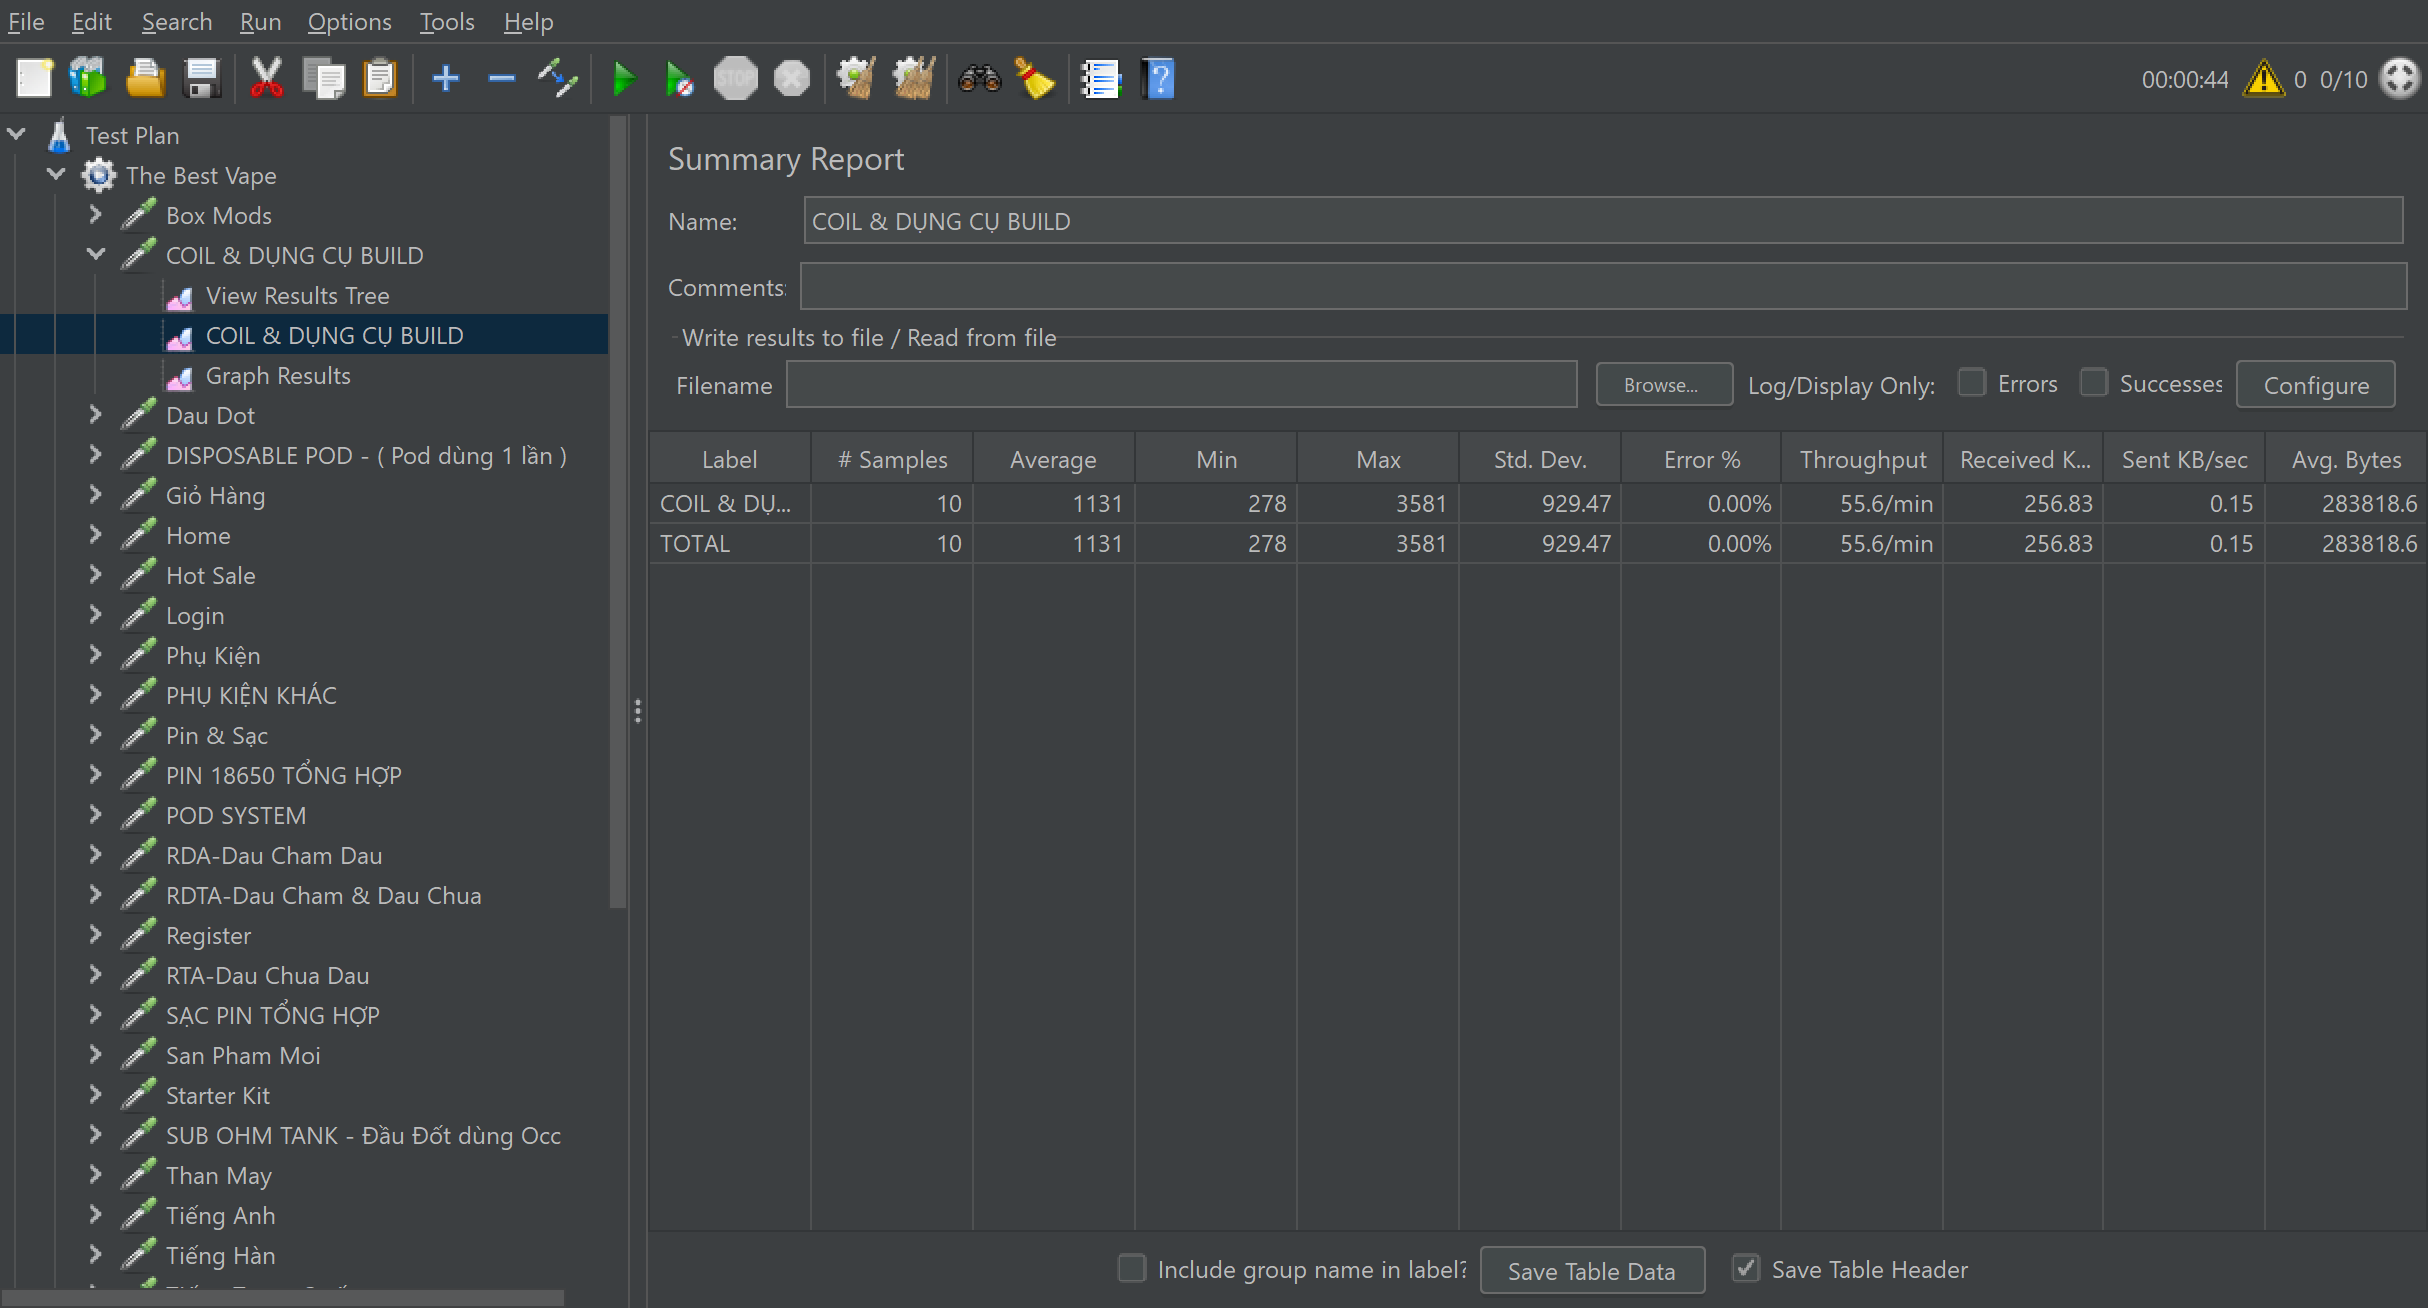 File Edit Search Run Options Tools Help
STOP
00:00:44 0 0/10
Test Plan
The Best Vape
Box Mods
COIL & DỤNG CỤ BUILD
View Results Tree
COIL & DỤNG CỤ BUILD
Graph Results
Dau Dot
DISPOSABLE POD - ( Pod dùng 1 lần )
Giỏ Hàng
Home
Hot Sale
Login
Phụ Kiện
PHỤ KIỆN KHÁC
Pin & Sạc
PIN 18650 TỔNG HỢP
POD SYSTEM
RDA-Dau Cham Dau
RDTA-Dau Cham & Dau Chua
Register
RTA-Dau Chua Dau
SẠC PIN TỔNG HỢP
San Pham Moi
Starter Kit
SUB OHM TANK - Đầu Đốt dùng Occ
Than May
Tiếng Anh
Tiếng Hàn
Summary Report
Name: COIL & DỤNG CỤ BUILD
Comments:
Write results to file / Read from file
Filename Browse... Log/Display Only: Errors Successes Configure
Label # Samples Average Min Max Std. Dev. Error % Throughput Received K... Sent KB/sec Avg. Bytes
COIL & DỤ... 10 1131 278 3581 929.47 0.00% 55.6/min 256.83 0.15 283818.6
TOTAL 10 1131 278 3581 929.47 0.00% 55.6/min 256.83 0.15 283818.6
Include group name in label? Save Table Data Save Table Header